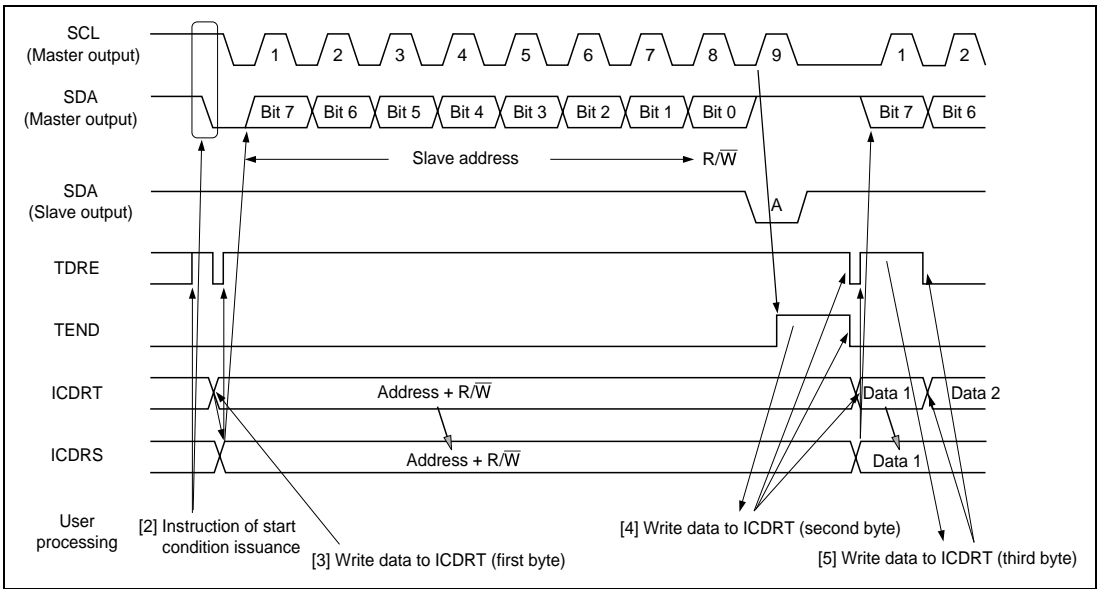 SCL
(Master output)
1 2 3 4 5 6 7 8 9 1 2
SDA
(Master output)
Bit 7 Bit 6 Bit 5 Bit 4 Bit 3 Bit 2 Bit 1 Bit 0 Bit 7 Bit 6
Slave address R/W̅
SDA
(Slave output)
A
TDRE
TEND
ICDRT
Address + R/W̅ Data 1 Data 2
ICDRS
Address + R/W̅ Data 1
User
processing
[2] Instruction of start
condition issuance
[3] Write data to ICDRT (first byte)
[4] Write data to ICDRT (second byte)
[5] Write data to ICDRT (third byte)